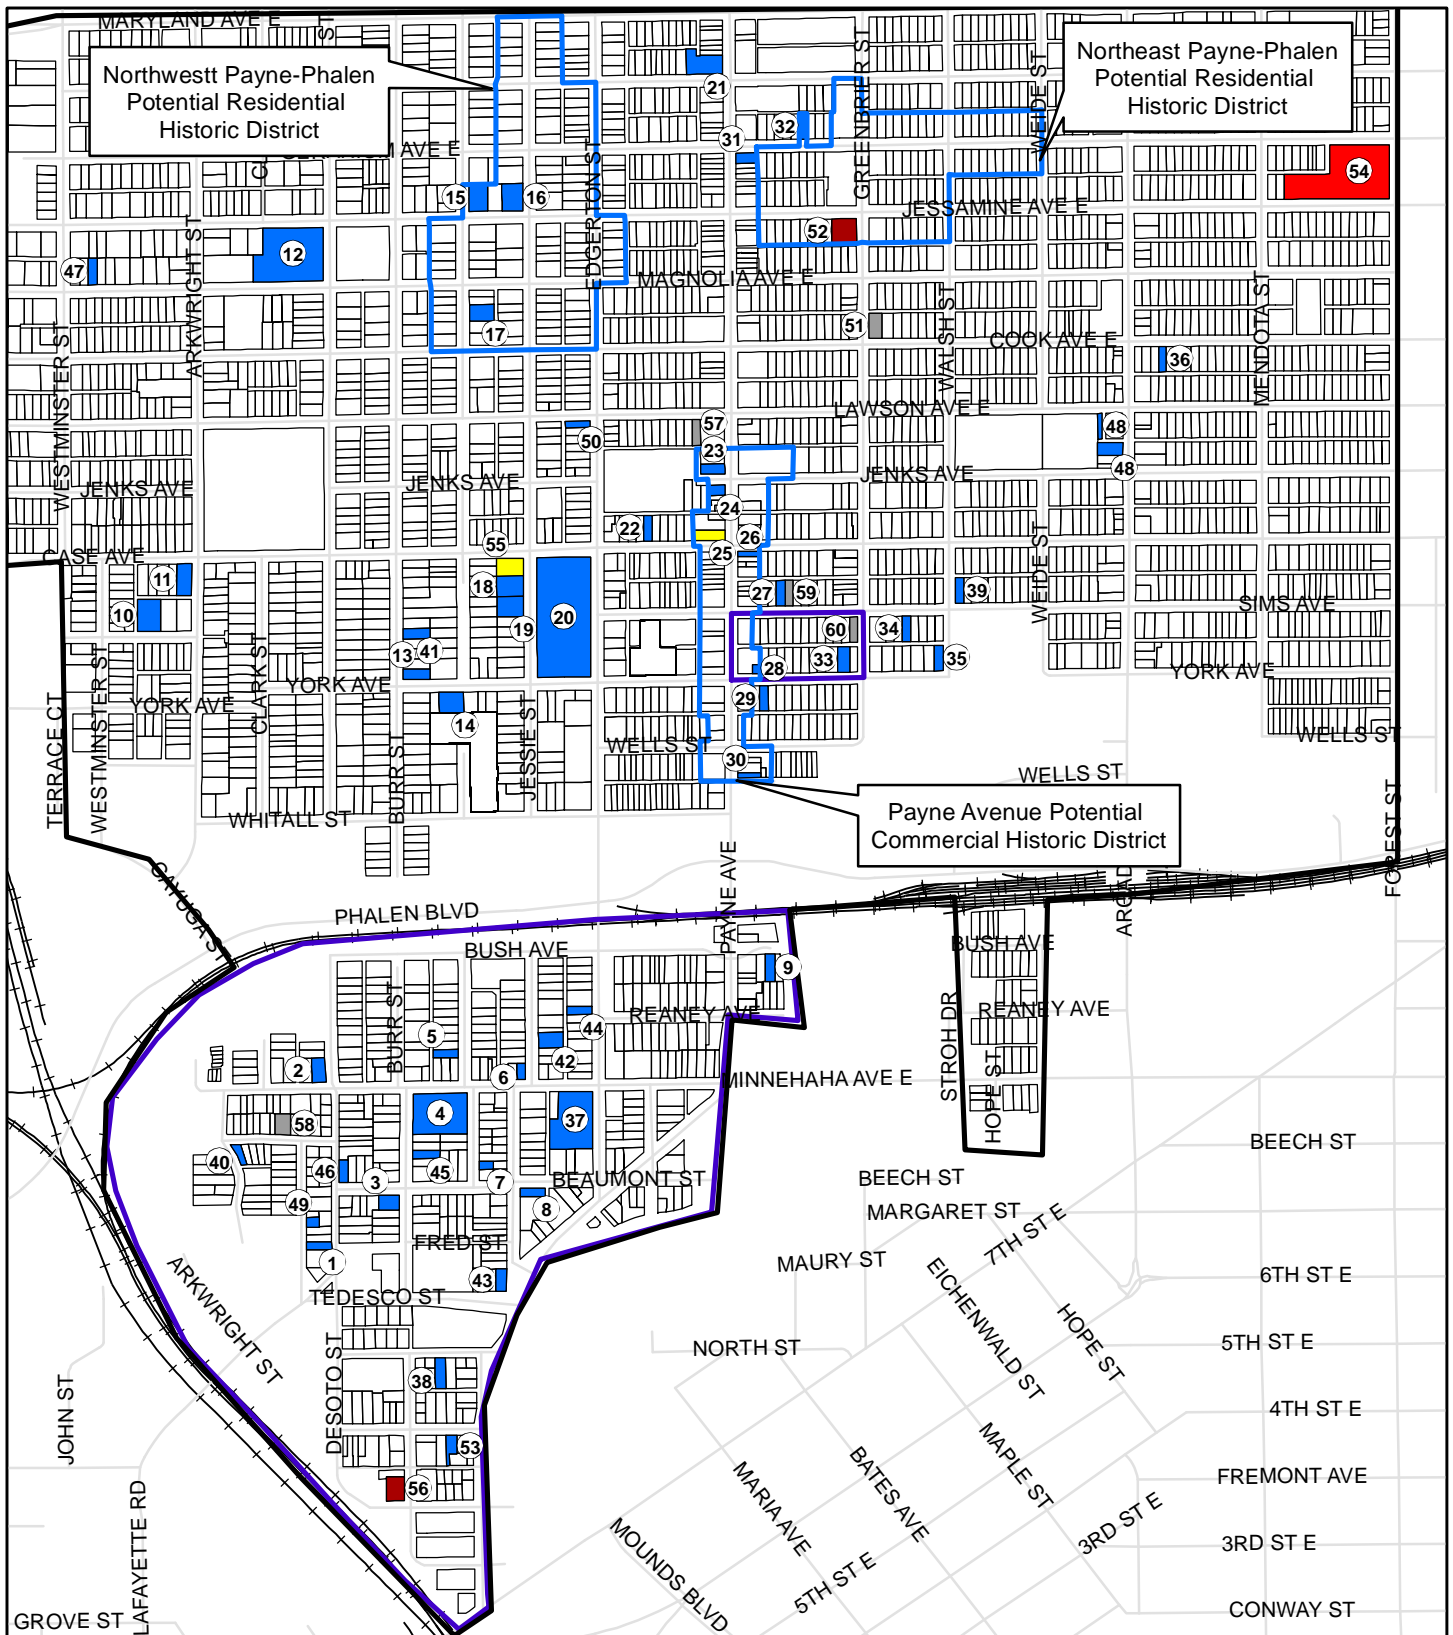 MARYLAND AVE E
Northwestt Payne-Phalen
Potential Residential
Historic District
Northeast Payne-Phalen
Potential Residential
Historic District
GREENBRIER ST
WEIDE ST
21
32
31
AVE E
EDGERTON ST
54
15
16
JESSAMINE AVE E
52
ARKWRIGHT ST
12
47
MAGNOLIA AVE E
17
51
WALSH ST
COOK AVE E
MENDOTA ST
36
WESTMINSTER ST
LAWSON AVE E
57
50
23
48
48
JENKS AVE
JENKS AVE
JENKS AVE
24
22
26
55
25
CASE AVE
WEIDE ST
11
18
27
59
39
10
19
20
SIMS AVE
60
34
13
41
33
35
28
CLARK ST
WESTMINSTER ST
YORK AVE
YORK AVE
YORK AVE
29
14
TERRACE CT
BURR ST
JESSIE ST
WELLS ST
WELLS ST
30
WELLS ST
WHITALL ST
Payne Avenue Potential
Commercial Historic District
FOREST ST
CAYUGA ST
PHALEN BLVD
PAYNE AVE
BUSH AVE
BUSH AVE
9
BURR ST
REANEY AVE
REANEY AVE
STROH DR
5
44
42
2
6
MINNEHAHA AVE E
HOPE ST
4
37
58
BEECH ST
40
46
3
45
7
BEAUMONT ST
BEECH ST
49
8
MARGARET ST
7TH ST E
FRED ST
1
MAURY ST
43
6TH ST E
ARKWRIGHT ST
TEDESCO ST
EICHENWALD ST
HOPE ST
NORTH ST
5TH ST E
DESOTO ST
38
JOHN ST
4TH ST E
53
MARIA AVE
BATES AVE
MAPLE ST
56
FREMONT AVE
LAFAYETTE RD
MOUNDS BLVD
5TH ST E
3RD ST E
3RD ST E
GROVE ST
CONWAY ST